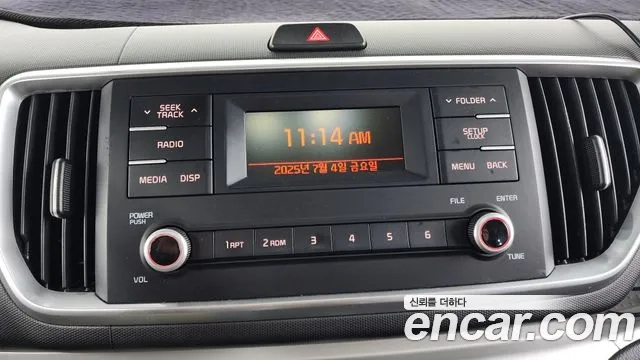 SEEK
TRACK
RADIO
MEDIA DISP
11:14 AM
2025년 7월 4일 금요일
FOLDER
SETUP
CLOCK
MENU BACK
POWER
PUSH
VOL
1 RPT 2 RDM 3 4 5 6
FILE ENTER
TUNE
신뢰를 더하다
encar.com